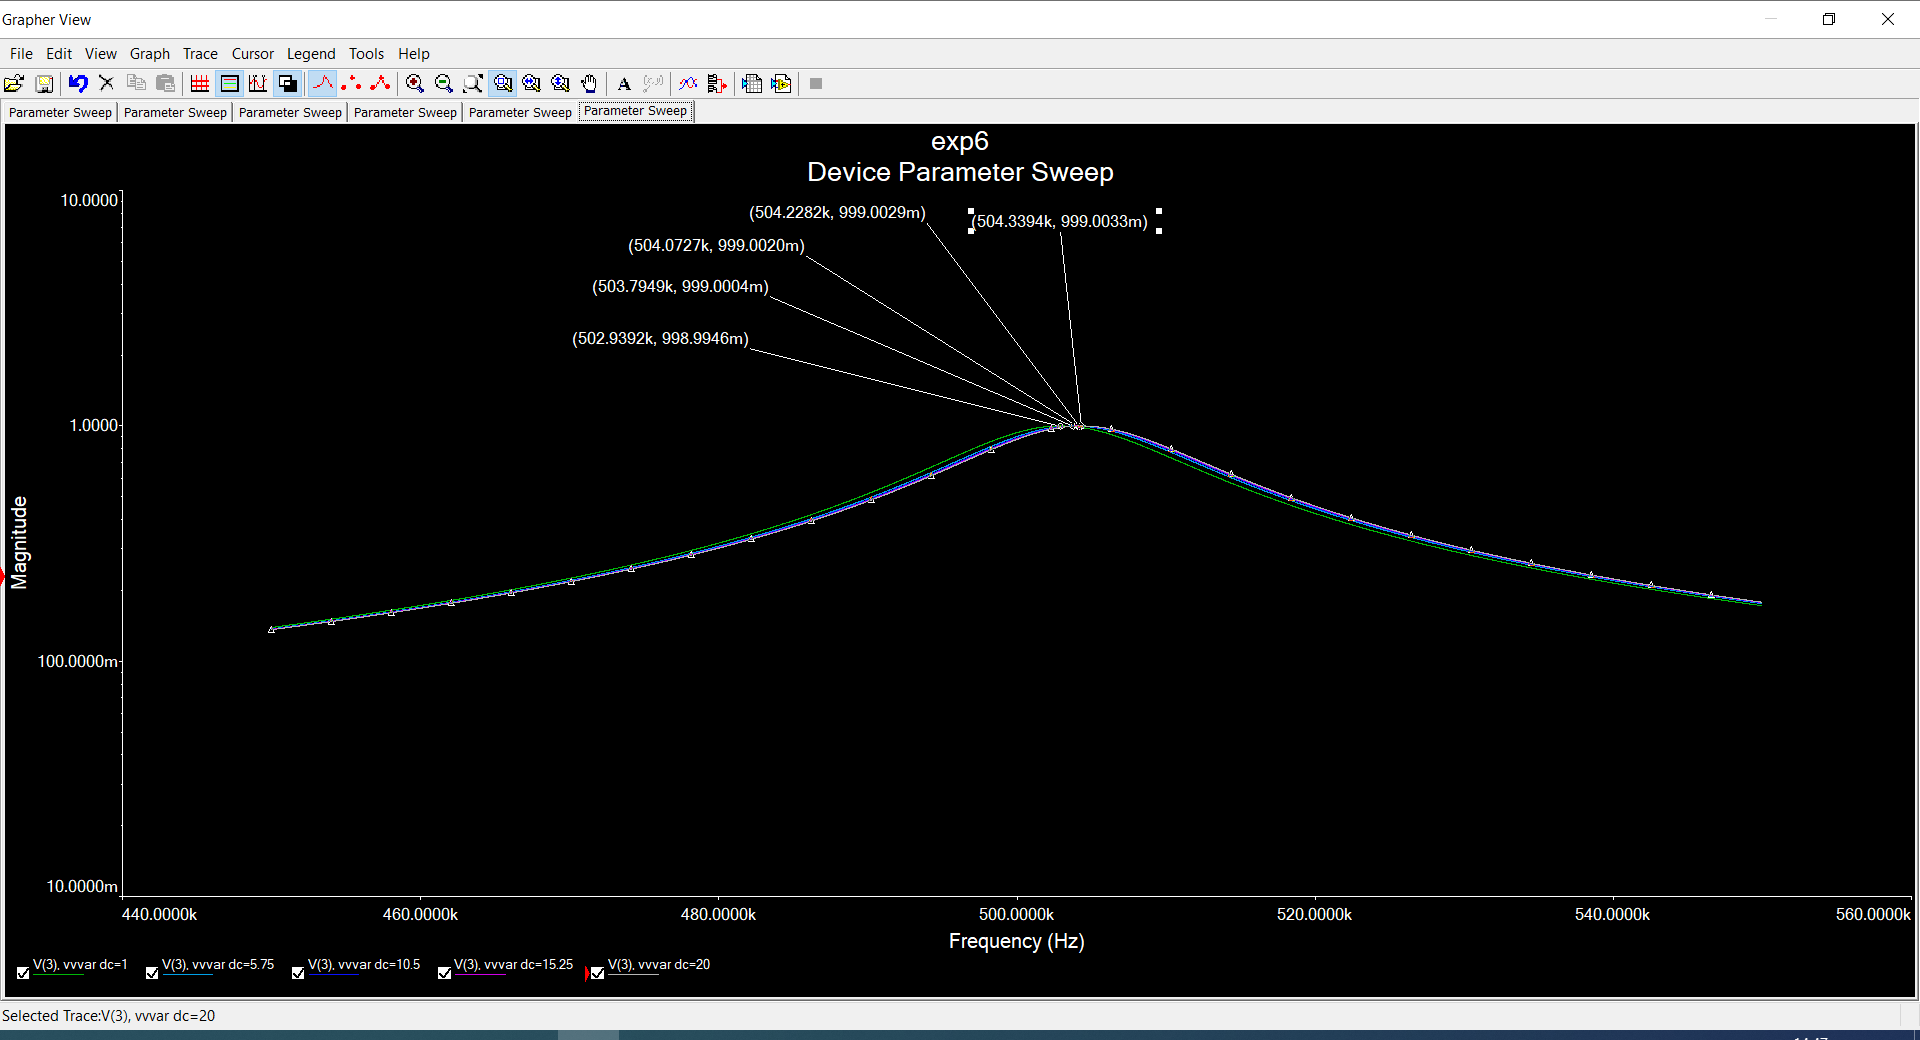 Grapher View
File Edit View Graph Trace Cursor Legend Tools Help
A
Parameter Sweep Parameter Sweep Parameter Sweep Parameter Sweep Parameter Sweep Parameter Sweep
exp6
Device Parameter Sweep
(504.2282k, 999.0029m)
(504.3394k, 999.0033m)
(504.0727k, 999.0020m)
(503.7949k, 999.0004m)
(502.9392k, 998.9946m)
10.0000
1.0000
100.0000m
10.0000m
Magnitude
440.0000k 460.0000k 480.0000k 500.0000k 520.0000k 540.0000k 560.0000k
Frequency (Hz)
V(3), vvvar dc=1 V(3), vvvar dc=5.75 V(3), vvvar dc=10.5 V(3), vvvar dc=15.25 V(3), vvvar dc=20
Selected Trace:V(3), vvvar dc=20